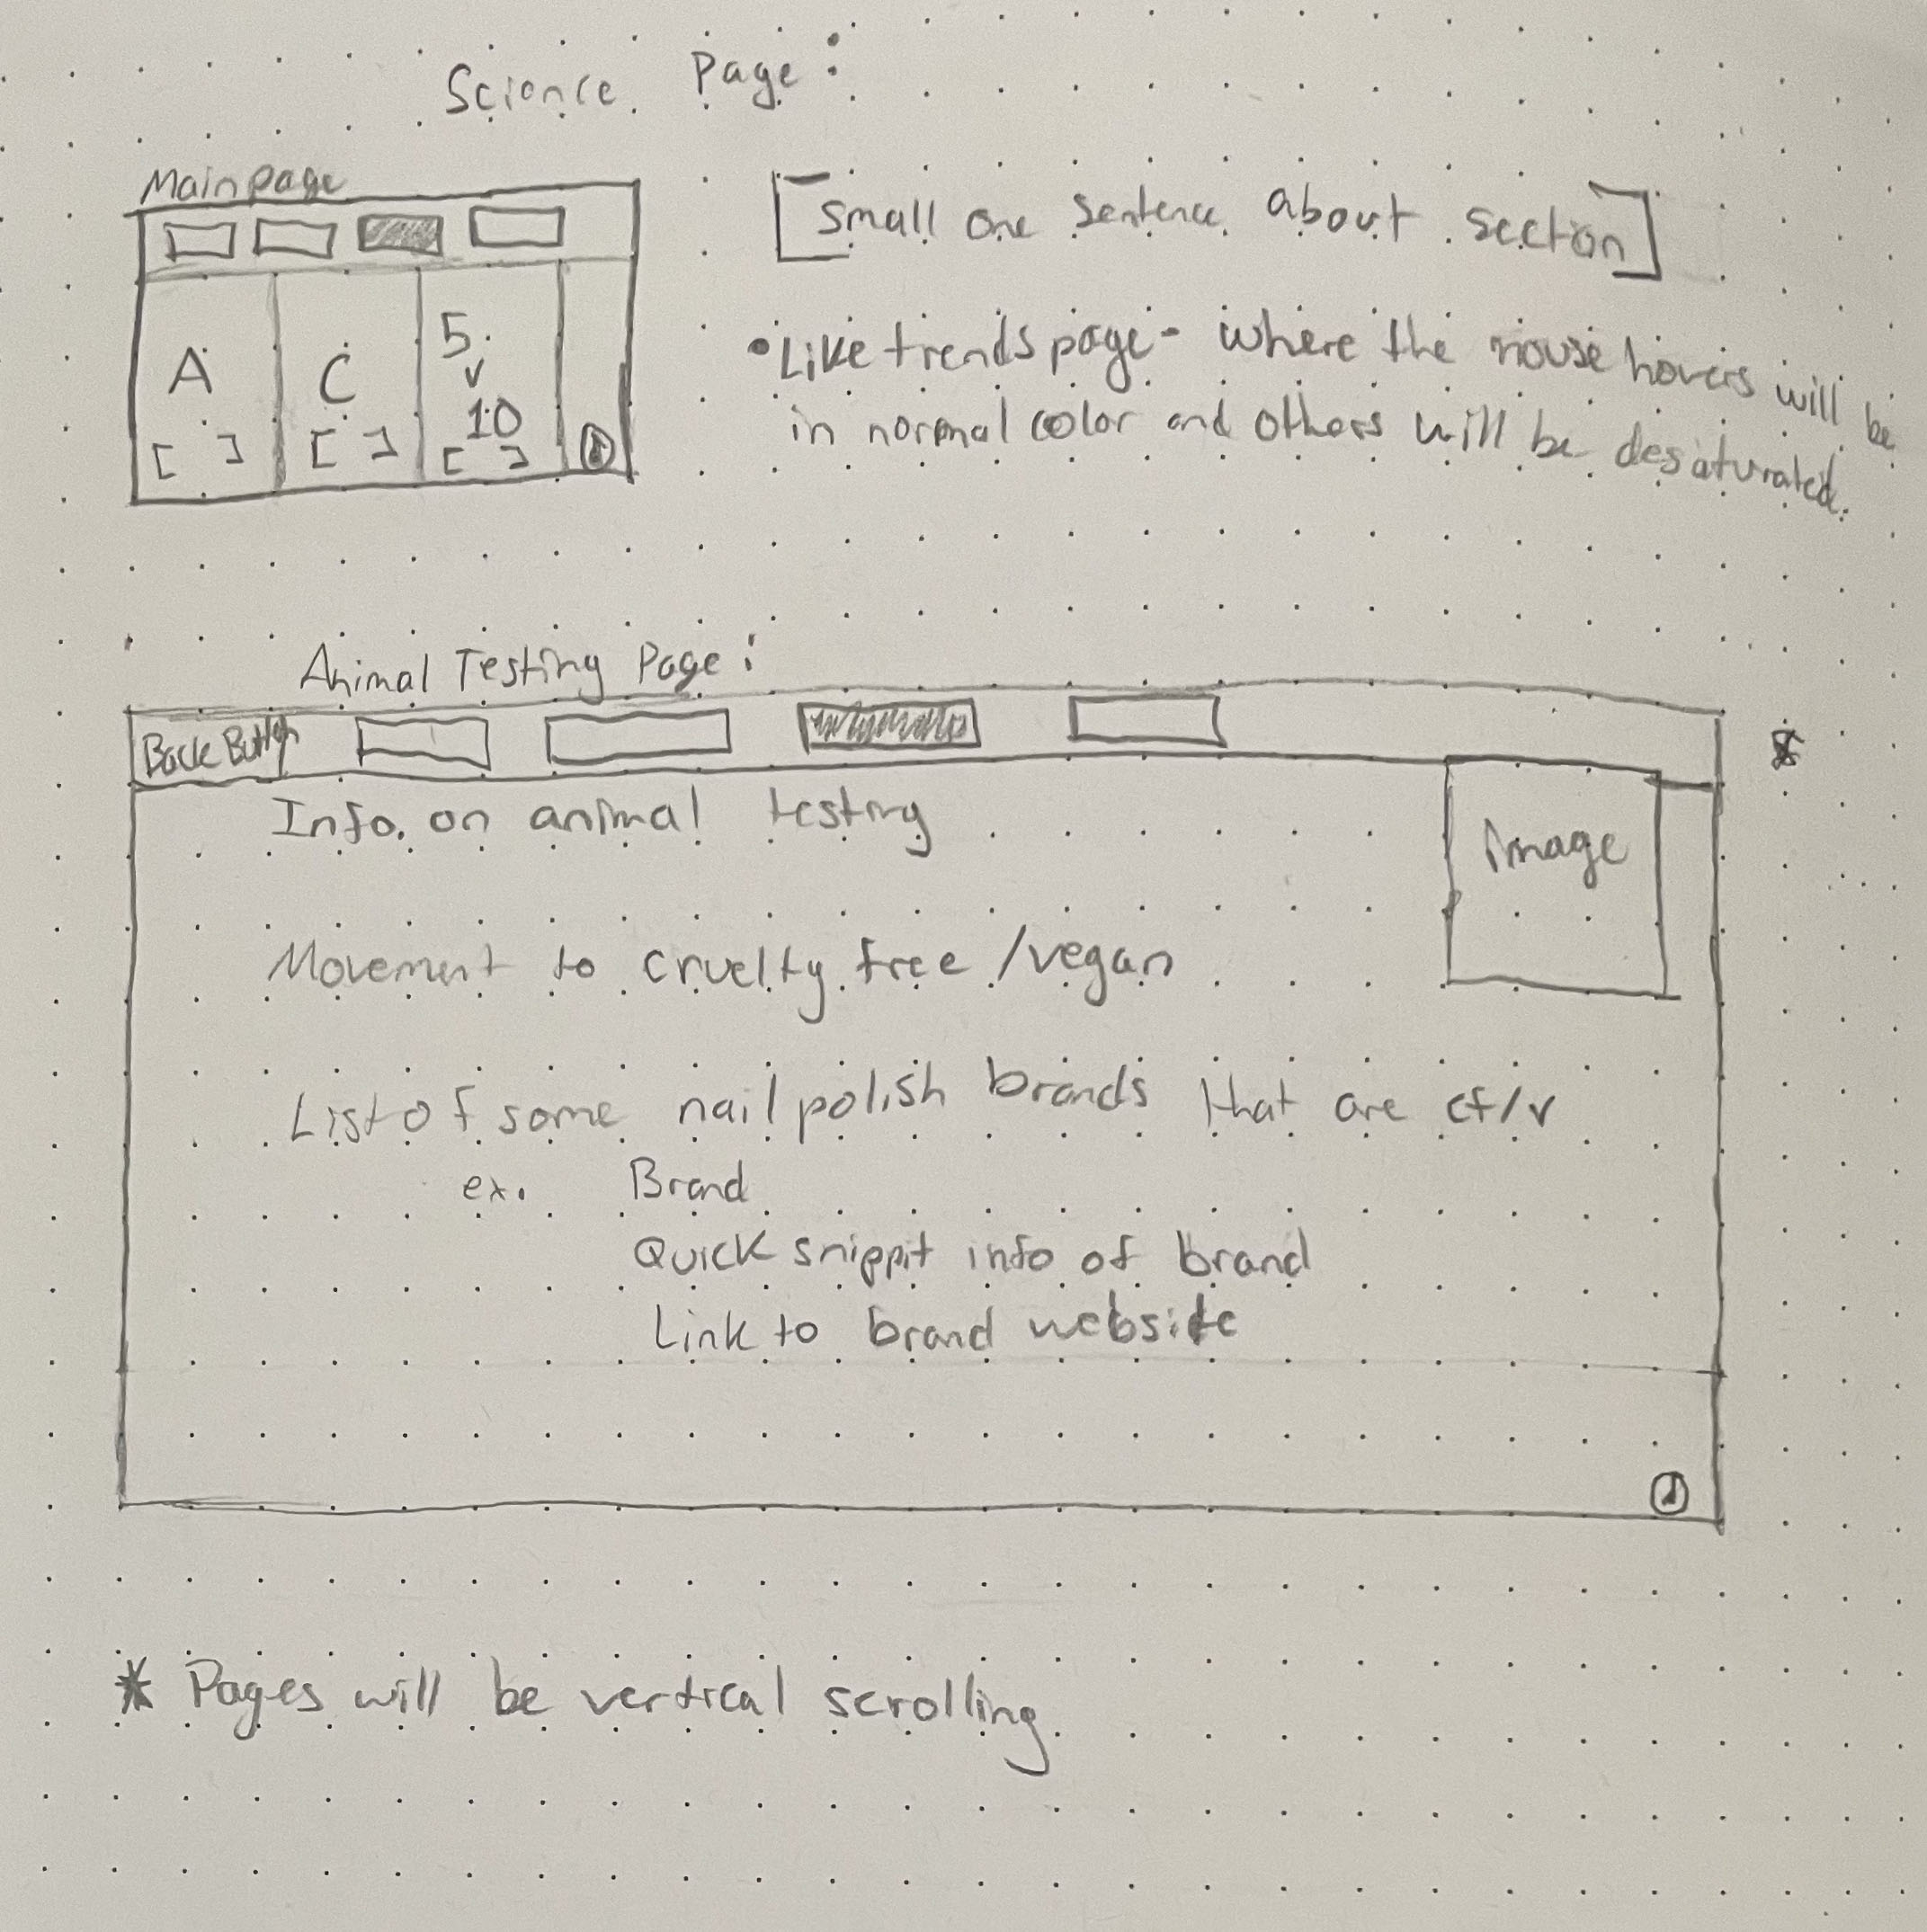 Science Page:
Main page
[small one sentence about section]
• Like trends page - where the mouse hovers will be
in normal color and others will be desaturated.
A
[ ]
C
[ ]
5
v
10
[ ]
Animal Testing Page:
Back Button
Info. on animal testing
image
Movement to cruelty free/vegan
List of some nail polish brands that are cf/v
ex. Brand
Quick snippit info of brand
Link to brand website
* Pages will be vertical scrolling